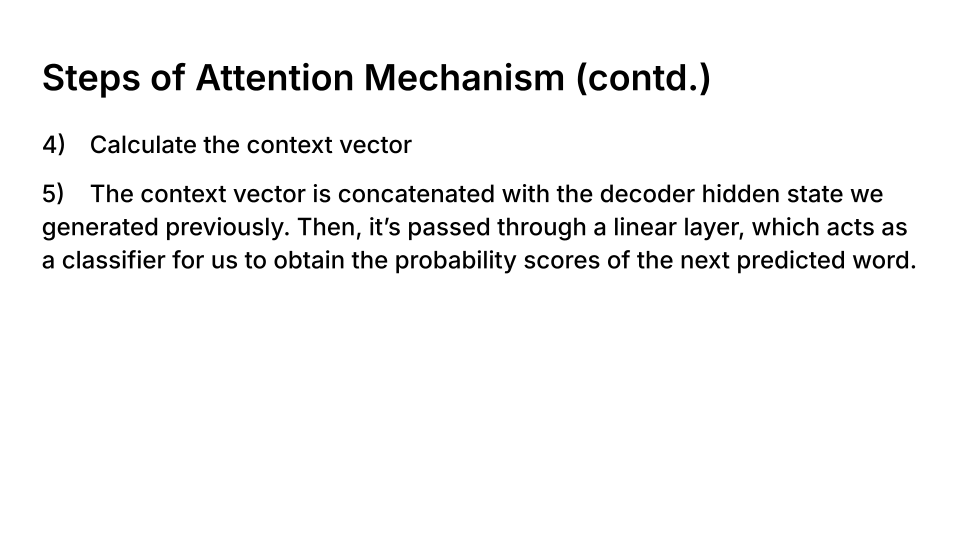 Steps of Attention Mechanism (contd.)
4) Calculate the context vector
5) The context vector is concatenated with the decoder hidden state we
generated previously. Then, it’s passed through a linear layer, which acts as
a classifier for us to obtain the probability scores of the next predicted word.